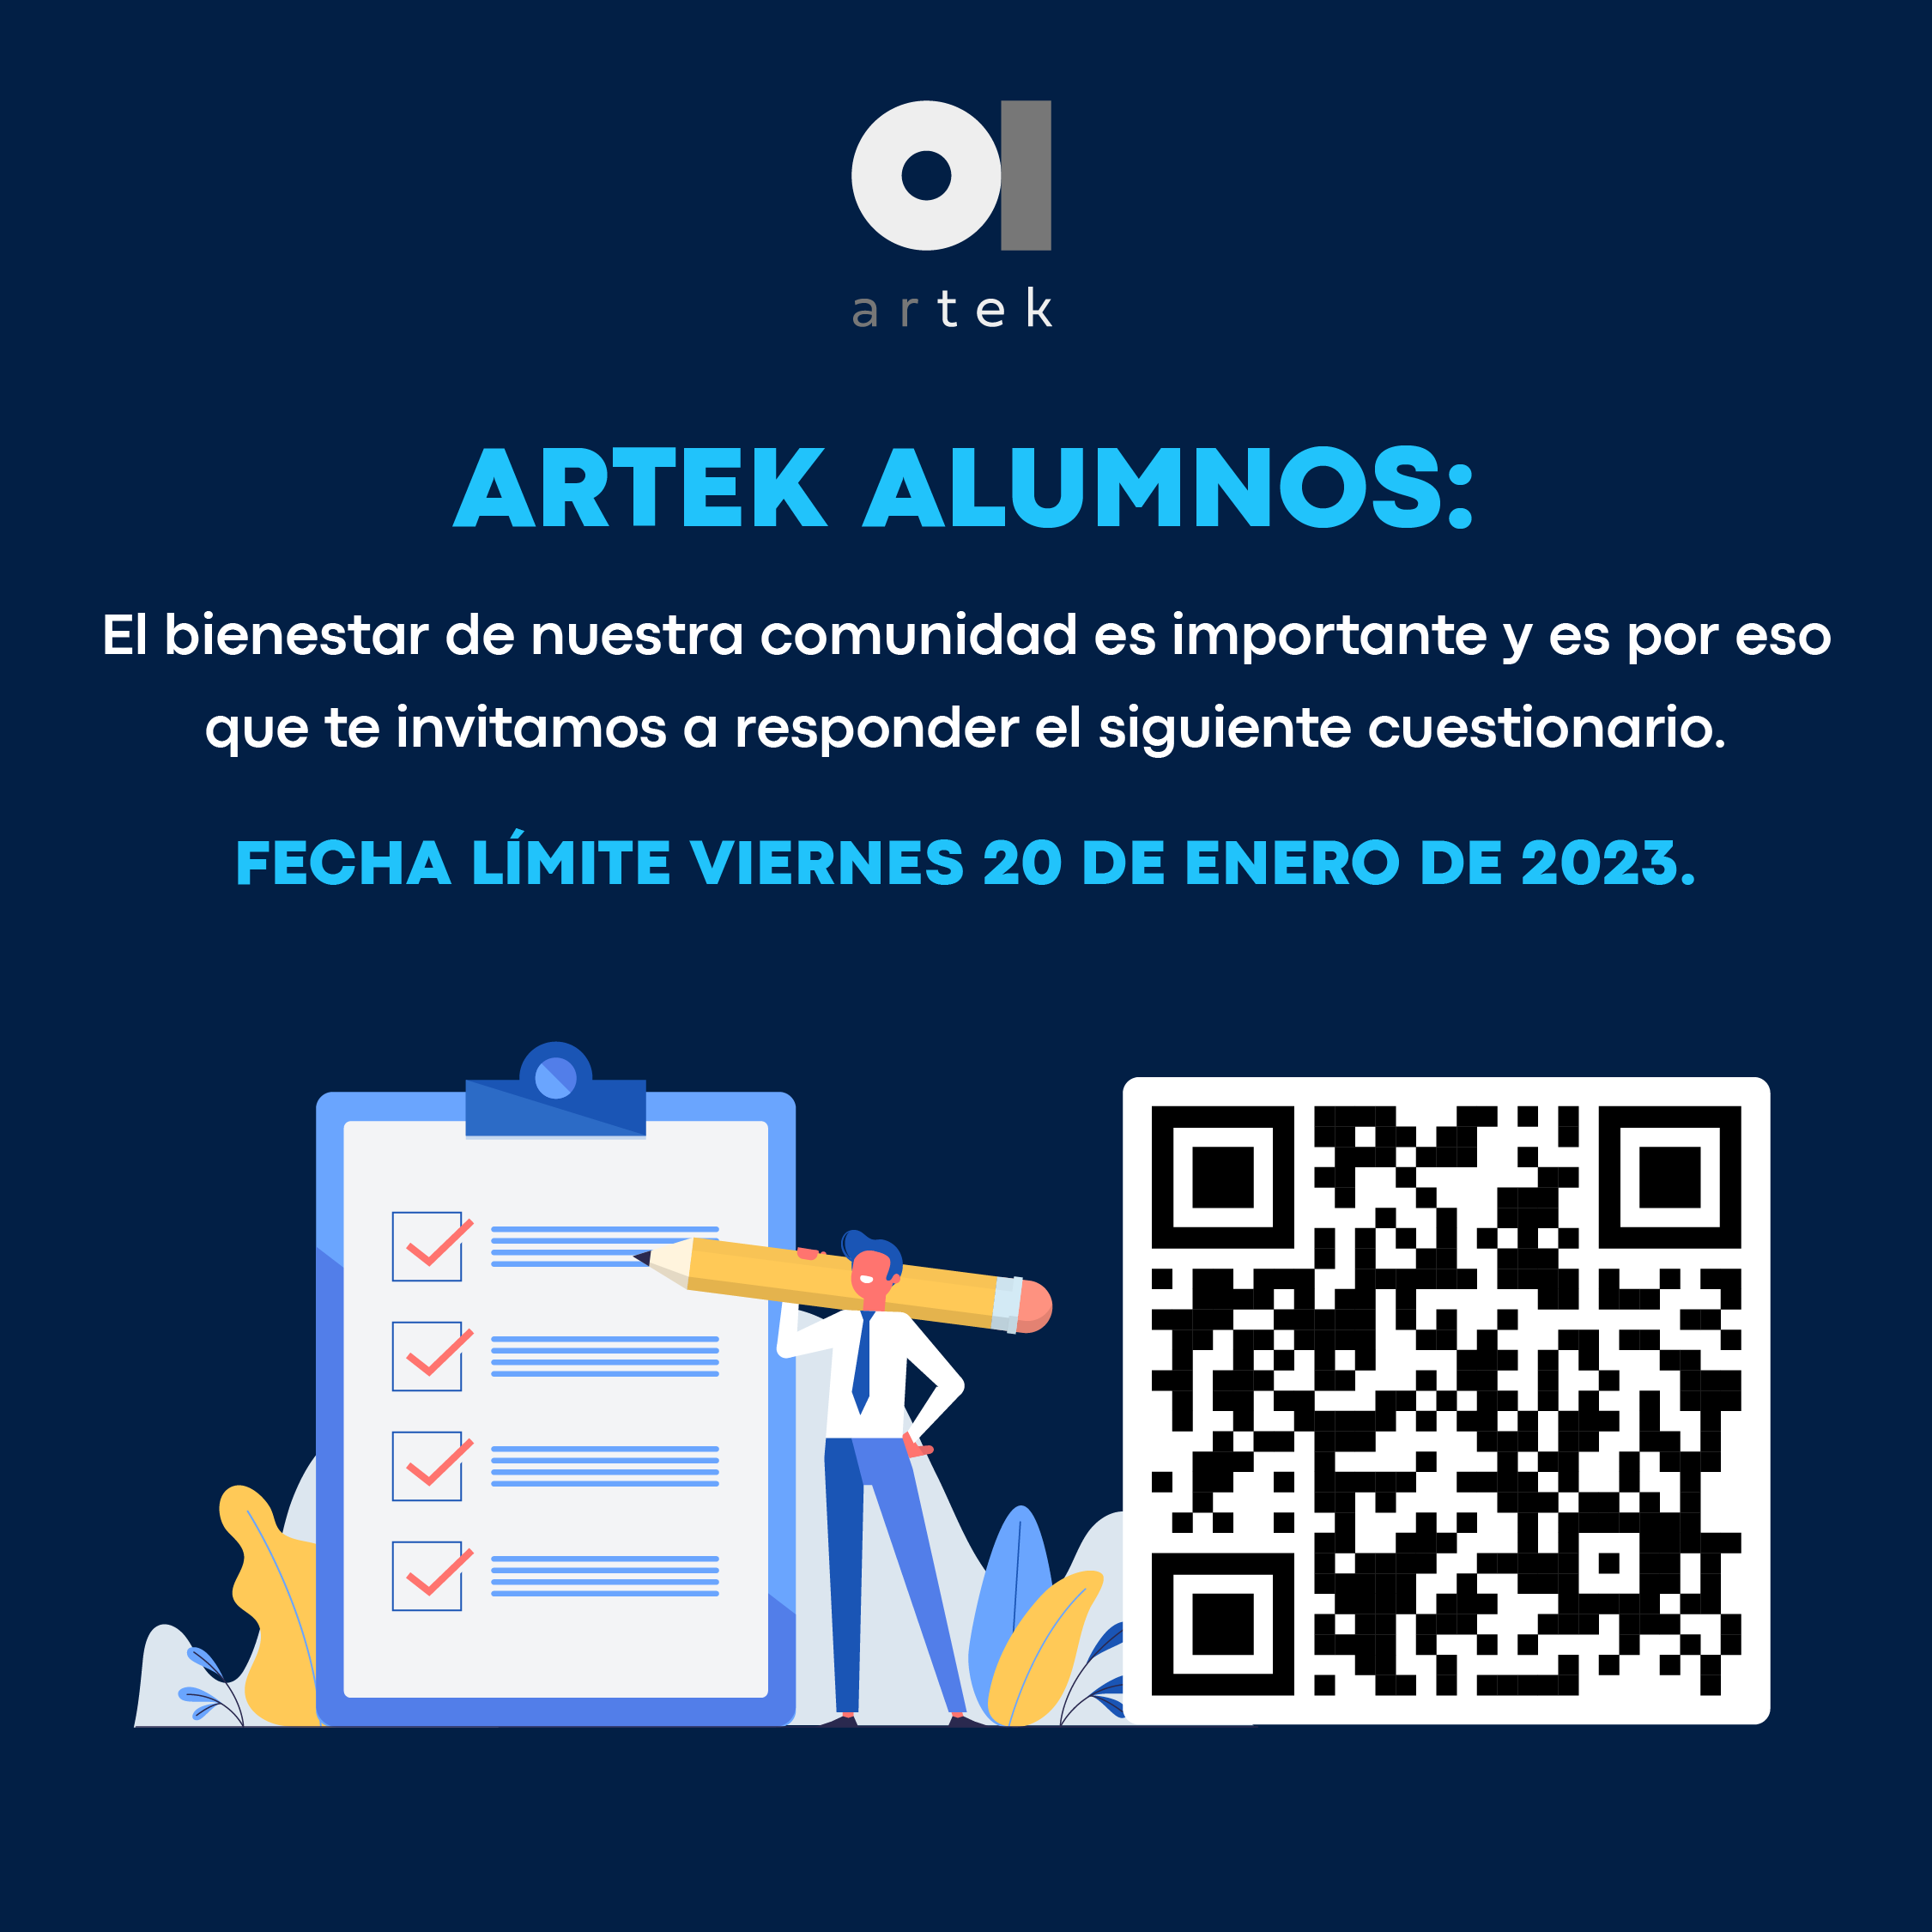 artek
ARTEK ALUMNOS:
El bienestar de nuestra comunidad es importante y es por eso
que te invitamos a responder el siguiente cuestionario.
FECHA LÍMITE VIERNES 20 DE ENERO DE 2023.